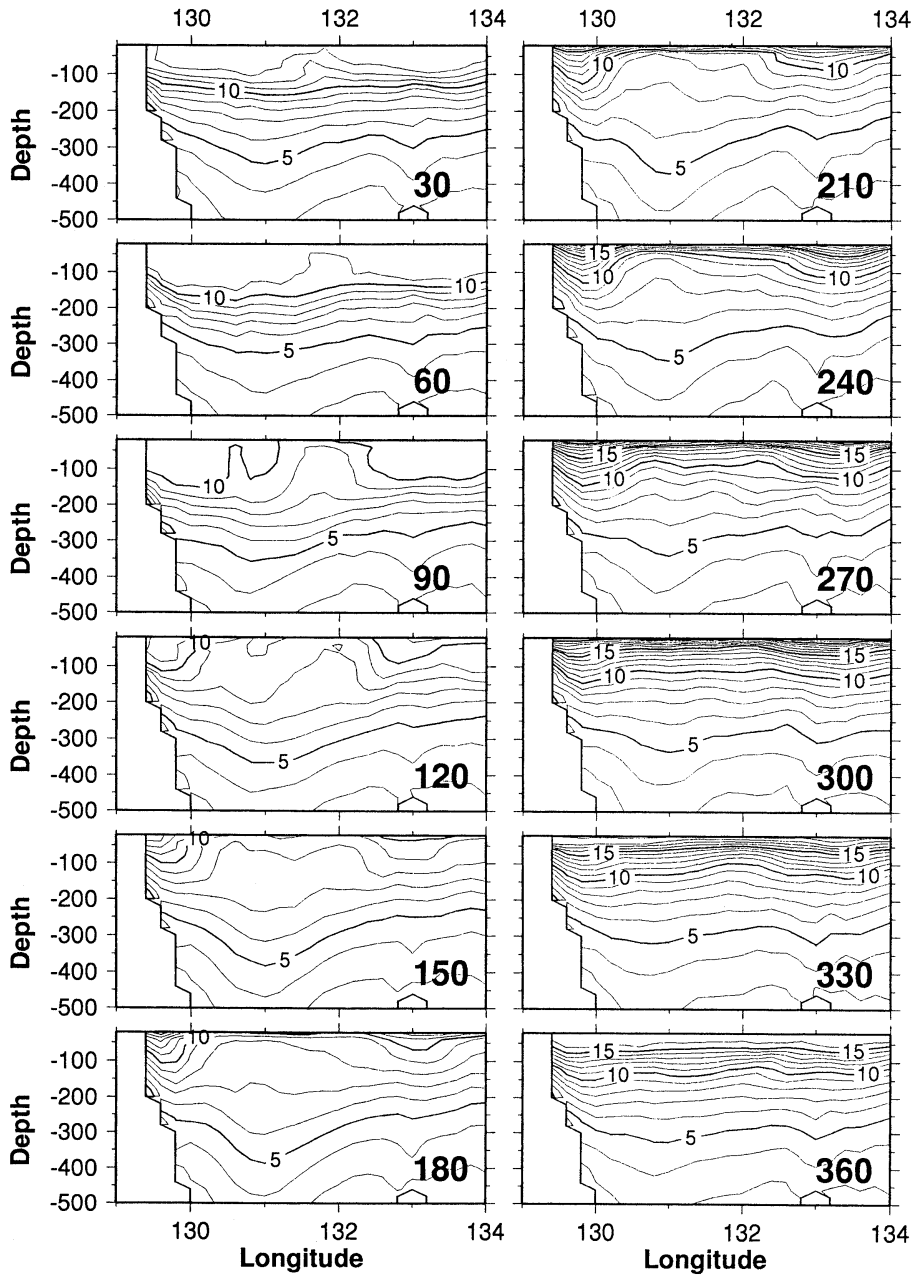 130 132 134 130 132 134
Depth -100 -200 -300 -400 -500 10 5 30
10 10 5 210
Depth -100 -200 -300 -400 -500 10 10 5 60
15 10 10 5 240
Depth -100 -200 -300 -400 -500 10 5 90
15 15 10 10 5 270
Depth -100 -200 -300 -400 -500 10 5 120
15 15 10 10 5 300
Depth -100 -200 -300 -400 -500 10 5 150
15 15 10 10 5 330
Depth -100 -200 -300 -400 -500 10 5 180
15 15 10 10 5 360
130 132 134 130 132 134
Longitude Longitude